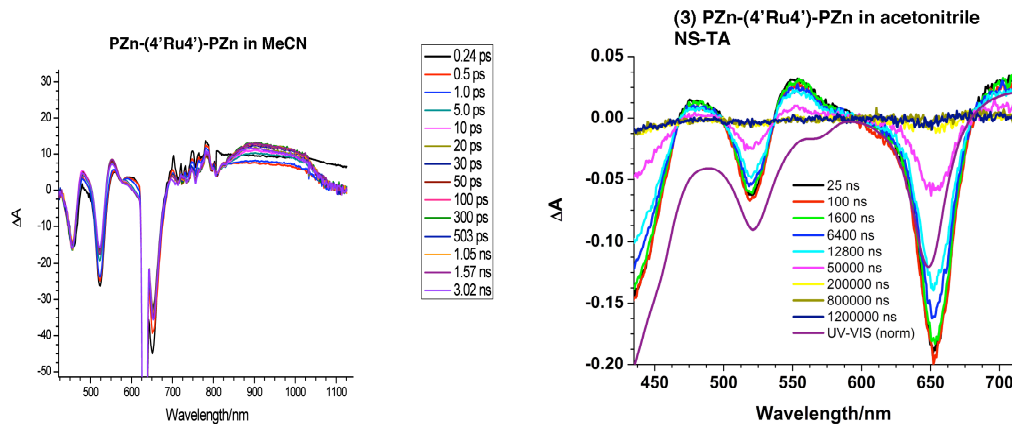 PZn-(4'Ru4')-PZn in MeCN
30
20
10
0
-10
-20
-30
-40
-50
ΔA
500
600
700
800
900
1000
1100
Wavelength/nm
0.24 ps
0.5 ps
1.0 ps
5.0 ps
10 ps
20 ps
30 ps
50 ps
100 ps
300 ps
503 ps
1.05 ns
1.57 ns
3.02 ns
(3) PZn-(4'Ru4')-PZn in acetonitrile
NS-TA
0.05
0.00
-0.05
-0.10
-0.15
-0.20
ΔA
450
500
550
600
650
700
Wavelength/nm
25 ns
100 ns
1600 ns
6400 ns
12800 ns
50000 ns
200000 ns
800000 ns
1200000 ns
UV-VIS (norm)